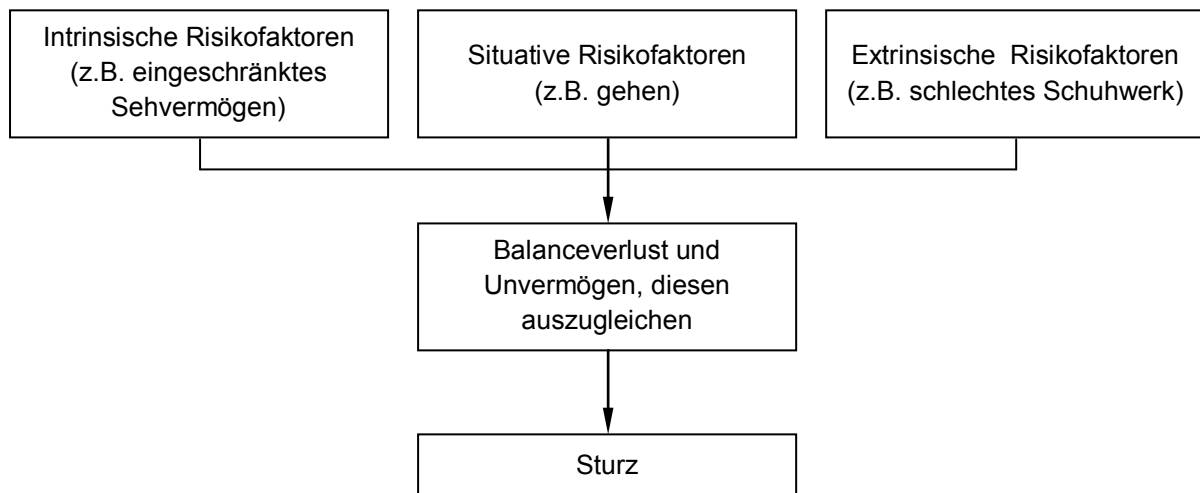 Intrinsische Risikofaktoren
(z.B. eingeschränktes
Sehvermögen)
Situative Risikofaktoren
(z.B. gehen)
Extrinsische Risikofaktoren
(z.B. schlechtes Schuhwerk)
Balanceverlust und
Unvermögen, diesen
auszugleichen
Sturz